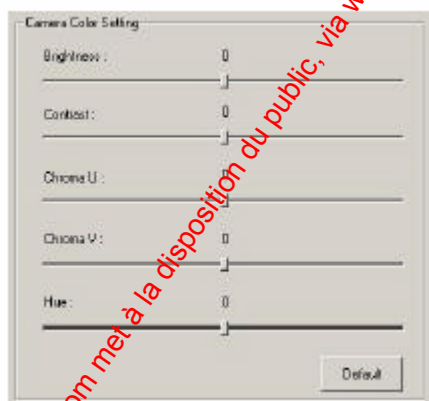 Camera Color Setting
Brightness : 0
Contrast : 0
Chroma U : 0
Chroma V : 0
Hue : 0
Default
om met à la disposition du public, via w